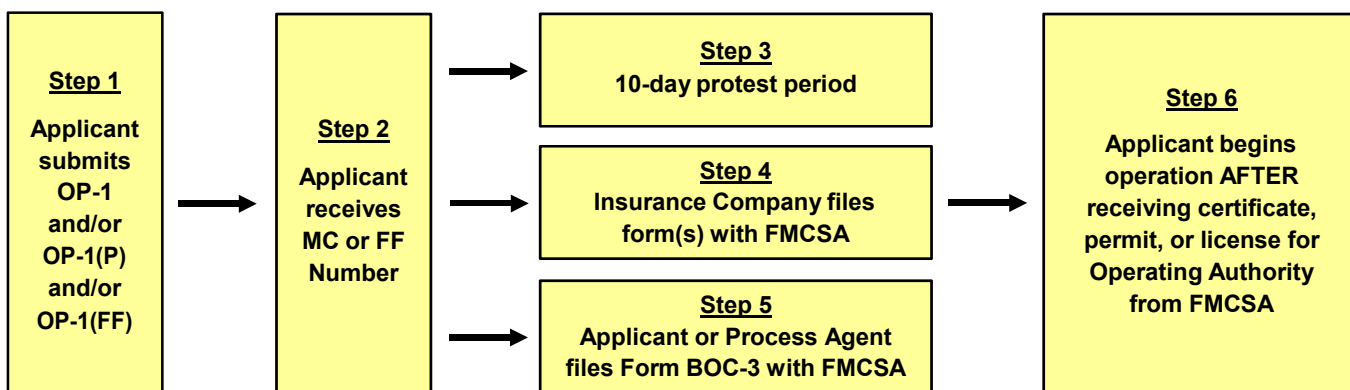 Step 1
Applicant
submits
OP-1
and/or
OP-1(P)
and/or
OP-1(FF)
Step 2
Applicant
receives
MC or FF
Number
Step 3
10-day protest period
Step 4
Insurance Company files
form(s) with FMCSA
Step 5
Applicant or Process Agent
files Form BOC-3 with FMCSA
Step 6
Applicant begins
operation AFTER
receiving certificate,
permit, or license for
Operating Authority
from FMCSA